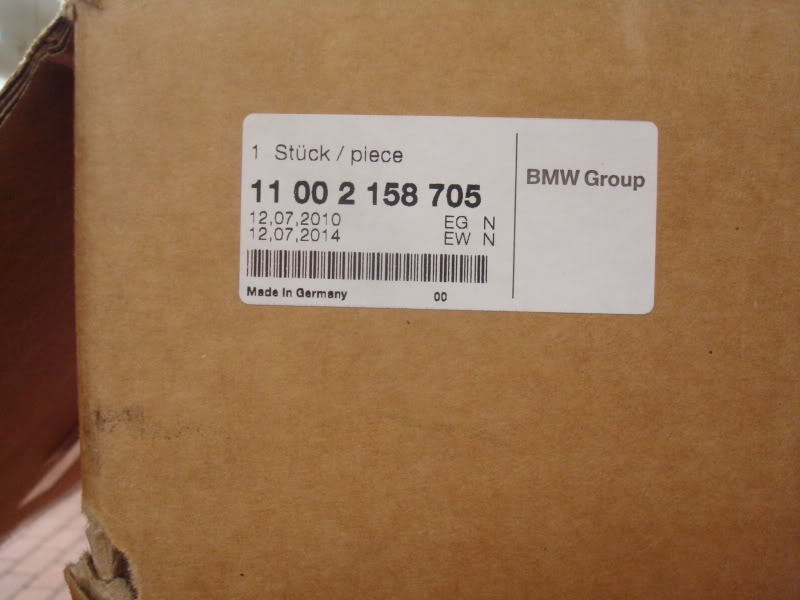 1 Stück / piece
11 00 2 158 705
12,07,2010 EG N
12,07,2014 EW N
Made in Germany 00
BMW Group